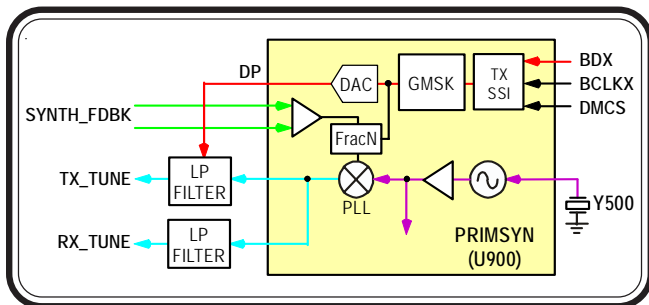 DP
DAC
GMSK
TX
SSI
BDX
BCLKX
DMCS
SYNTH_FDBK
FracN
TX_TUNE
LP
FILTER
PLL
Y500
RX_TUNE
LP
FILTER
PRIMSYN
(U900)